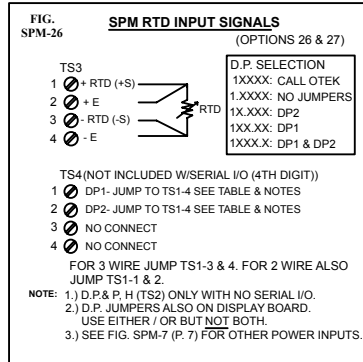 FIG.
SPM-26
SPM RTD INPUT SIGNALS
(OPTIONS 26 & 27)
TS3
1 + RTD (+S)
2 + E
3 - RTD (-S)
4 - E
RTD
D.P. SELECTION
1XXXX: CALL OTEK
1.XXXX: NO JUMPERS
1X.XXX: DP2
1XX.XX: DP1
1XXX.X: DP1 & DP2
TS4 (NOT INCLUDED W/SERIAL I/O (4TH DIGIT))
1 DP1- JUMP TO TS1-4 SEE TABLE & NOTES
2 DP2- JUMP TO TS1-4 SEE TABLE & NOTES
3 NO CONNECT
4 NO CONNECT
FOR 3 WIRE JUMP TS1-3 & 4. FOR 2 WIRE ALSO
JUMP TS1-1 & 2.
NOTE: 1.) D.P.& P, H (TS2) ONLY WITH NO SERIAL I/O.
2.) D.P. JUMPERS ALSO ON DISPLAY BOARD.
USE EITHER / OR BUT NOT BOTH.
3.) SEE FIG. SPM-7 (P. 7) FOR OTHER POWER INPUTS.